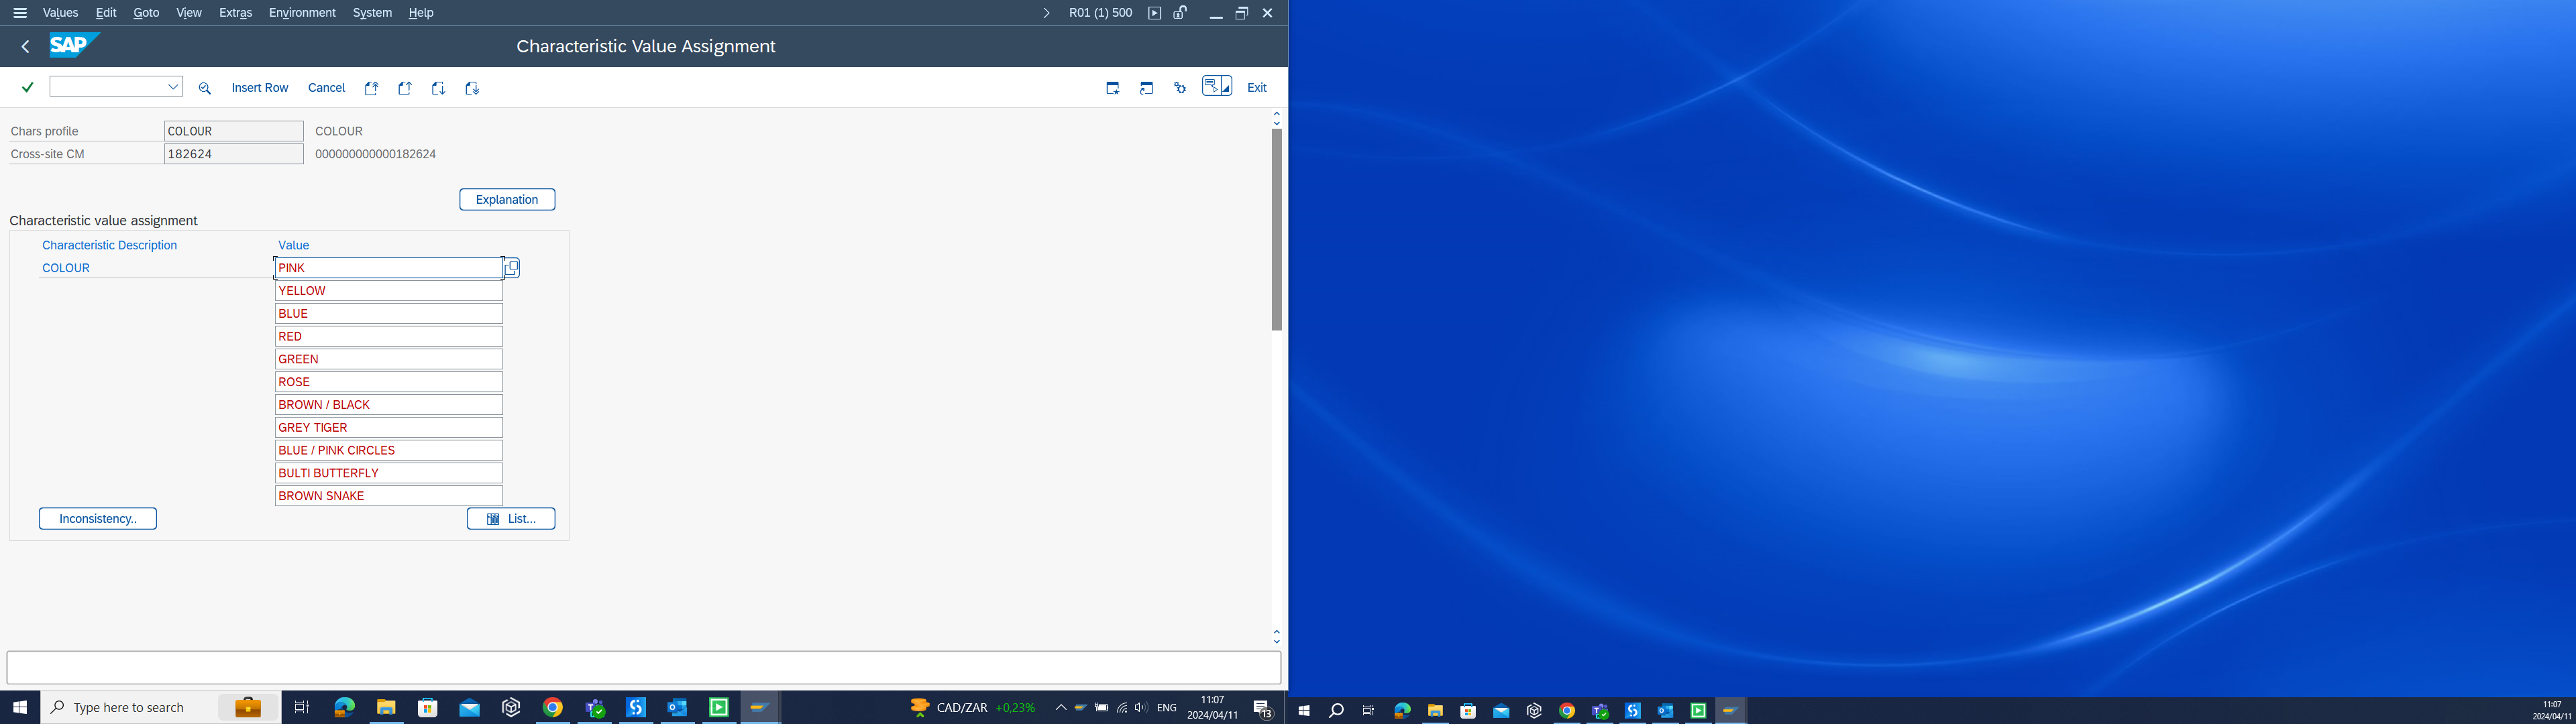 Values Edit Goto View Extras Environment System Help R01 (1) 500
SAP Characteristic Value Assignment
Insert Row Cancel Exit
Chars profile COLOUR COLOUR
Cross-site CM 182624 000000000000182624
Explanation
Characteristic value assignment
Characteristic Description Value
COLOUR PINK
YELLOW
BLUE
RED
GREEN
ROSE
BROWN / BLACK
GREY TIGER
BLUE / PINK CIRCLES
BULTI BUTTERFLY
BROWN SNAKE
Inconsistency.. List...
Type here to search CAD/ZAR +0,23% ENG 11:07 2024/04/11 13
11:07
2024/04/11